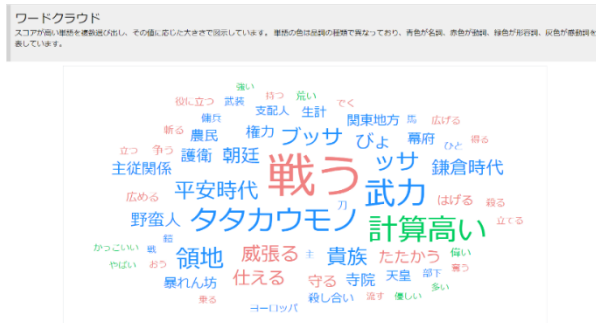 ワードクラウド
スコアが高い単語を複数選び出し、その値に応じた大きさで図示しています。 単語の色は品詞の種類で異なっており、青色が名詞、赤色が動詞、緑色が形容詞、灰色が感動詞を
表しています。
強い
役に立つ 武装 持つ 荒い でく
傭兵 支配人 生計 関東地方 馬 広げる
斬る 農民 権力 ブッサ びょ 幕府 ひと 得る
立つ 争う 護衛 朝廷 戦う ッサ 鎌倉時代
主従関係
広める 平安時代 刀 武力 はげる 殺る
野蛮人 タタカウモノ 計算高い 立てる
かっこいい 戦 鎧 領地 威張る 主 貴族 たたかう 偉い
やばい おう 仕える 守る 寺院 天皇 部下 奪う
暴れん坊 多い
乗る 殺し合い 流す 優しい
ヨーロッパ